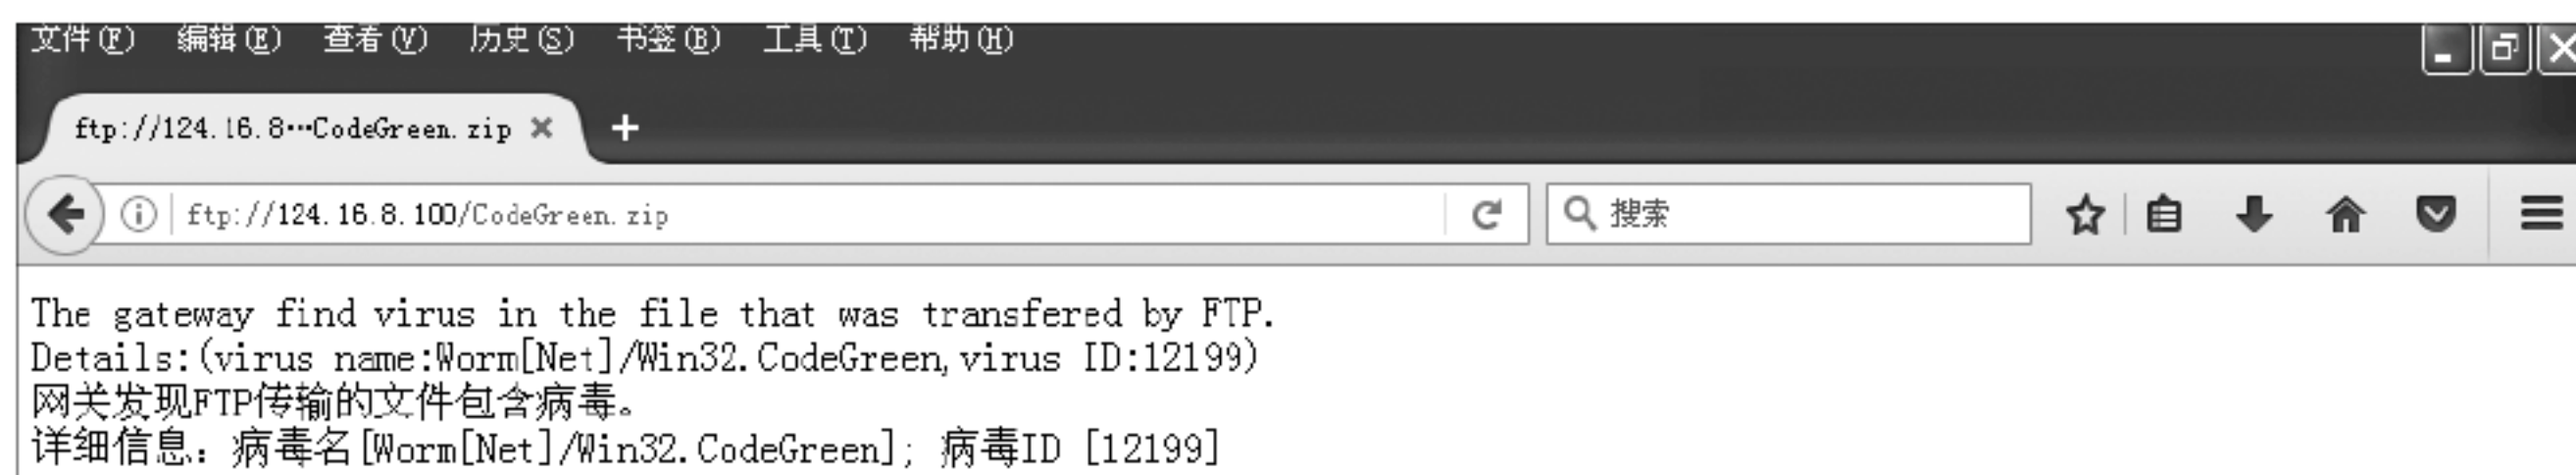 文件(F) 编辑(E) 查看(V) 历史(S) 书签(B) 工具(T) 帮助(H)
ftp://124.16.8…CodeGreen.zip
ftp://124.16.8.100/CodeGreen.zip 搜索
The gateway find virus in the file that was transfered by FTP.
Details:(virus name:Worm[Net]/Win32.CodeGreen,virus ID:12199)
网关发现FTP传输的文件包含病毒。
详细信息：病毒名[Worm[Net]/Win32.CodeGreen]; 病毒ID [12199]